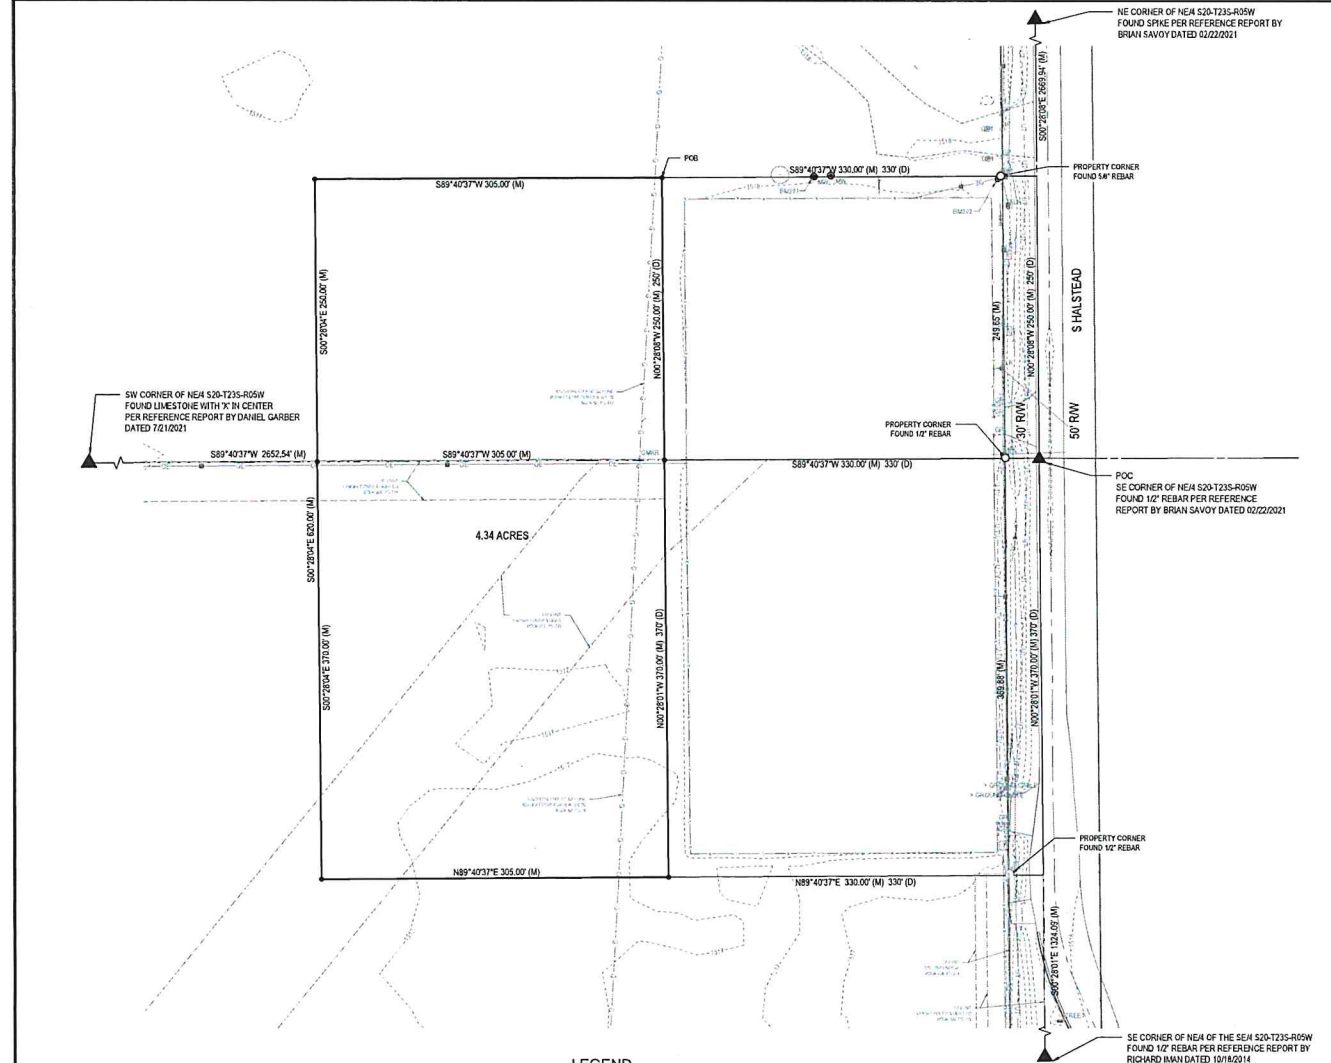 NE CORNER OF NE/4 S20-T23S-R05W
FOUND SPIKE PER REFERENCE REPORT BY
BRIAN SAVOY DATED 02/22/2021
S00°28'08"E 2669.94' (M)
POB
S89°40'37"W 330.00' (M) 330' (D)
PROPERTY CORNER
FOUND 5/8" REBAR
S89°40'37"W 305.00' (M)
S00°28'04"E 250.00' (M)
N00°28'08"W 250.00' (M) 250' (D)
249.65' (M)
N00°28'08"W 250.00' (M) 250' (D)
S HALSTEAD
SW CORNER OF NE/4 S20-T23S-R05W
FOUND LIMESTONE WITH 'X' IN CENTER
PER REFERENCE REPORT BY DANIEL GARBER
DATED 7/21/2021
PROPERTY CORNER
FOUND 1/2" REBAR
30' R/W
50' R/W
S89°40'37"W 2652.54' (M)
S89°40'37"W 305.00' (M)
S89°40'37"W 330.00' (M) 330' (D)
POC
SE CORNER OF NE/4 S20-T23S-R05W
FOUND 1/2" REBAR PER REFERENCE
REPORT BY BRIAN SAVOY DATED 02/22/2021
S00°28'04"E 620.00' (M)
4.34 ACRES
S00°28'04"E 370.00' (M)
N00°28'01"W 370.00' (M) 370' (D)
369.88' (M)
N00°28'01"W 370.00' (M) 370' (D)
PROPERTY CORNER
FOUND 1/2" REBAR
N89°40'37"E 305.00' (M)
N89°40'37"E 330.00' (M) 330' (D)
S00°28'01"E 1324.09' (M)
SE CORNER OF NE/4 OF THE SE/4 S20-T23S-R05W
FOUND 1/2" REBAR PER REFERENCE REPORT BY
RICHARD IMAN DATED 10/18/2014
LEGEND